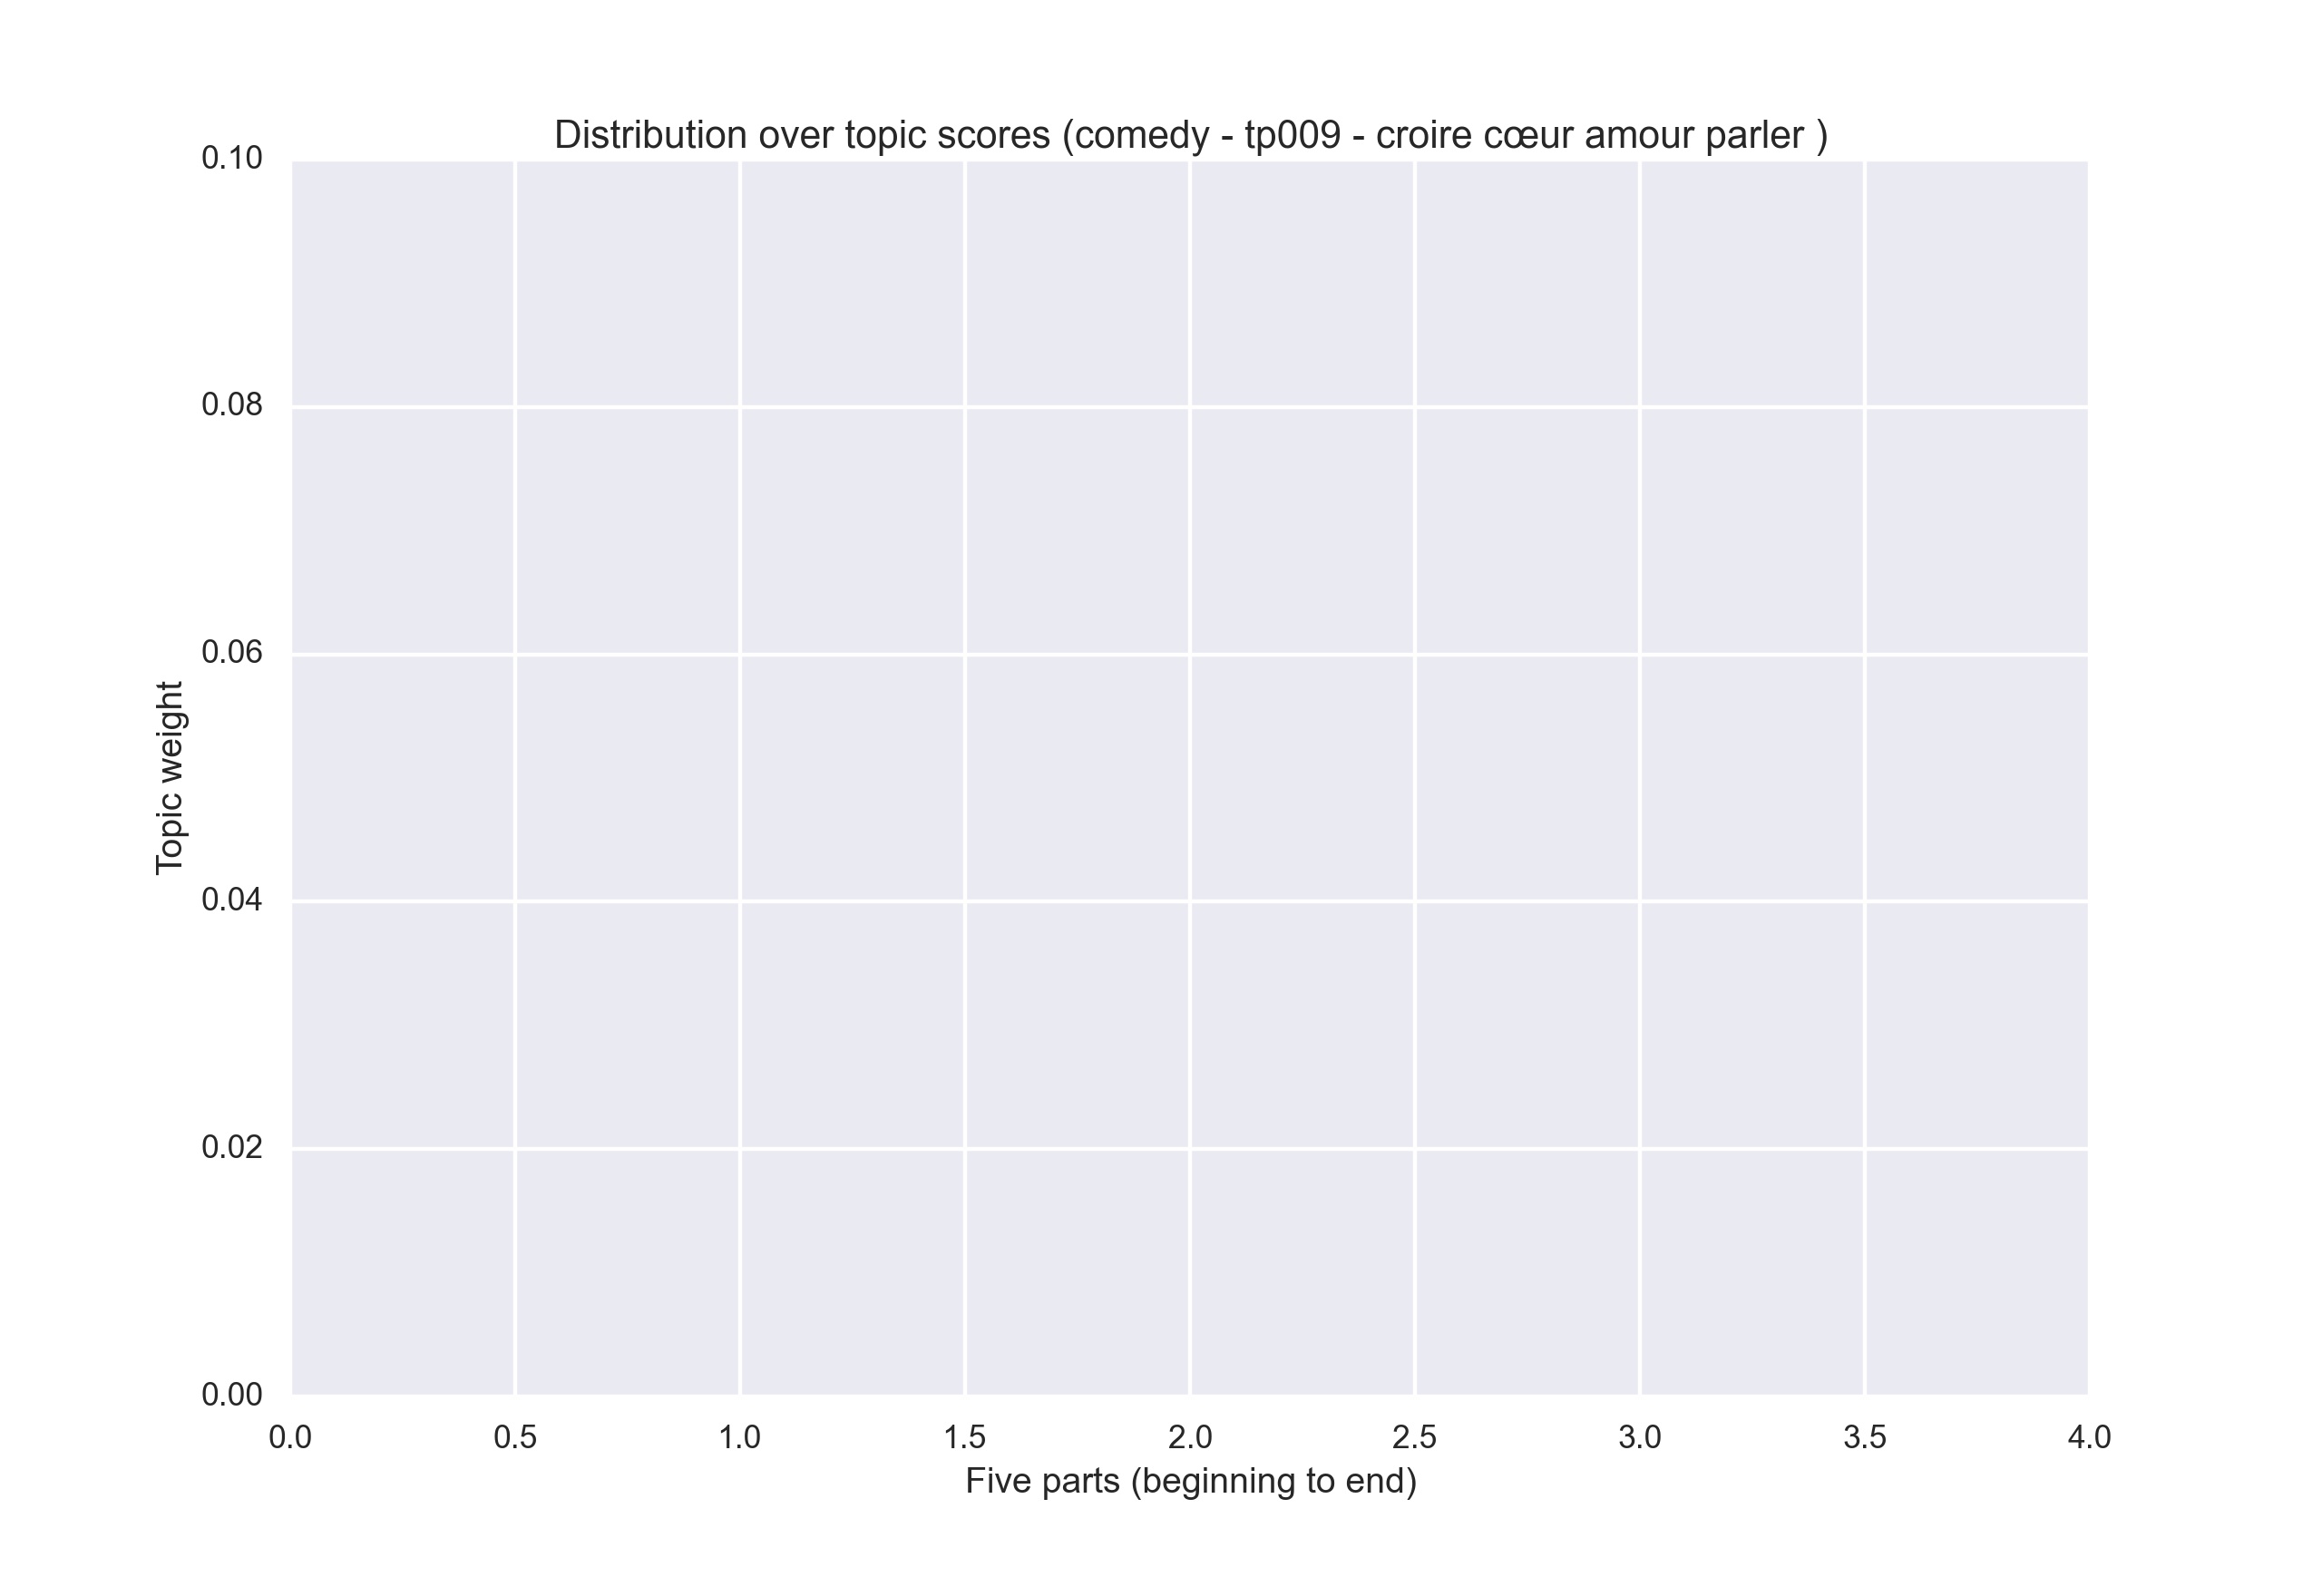 Distribution over topic scores (comedy - tp009 - croire cœur amour parler )
0.10
0.08
0.06
0.04
0.02
0.00
Topic weight
0.0 0.5 1.0 1.5 2.0 2.5 3.0 3.5 4.0
Five parts (beginning to end)